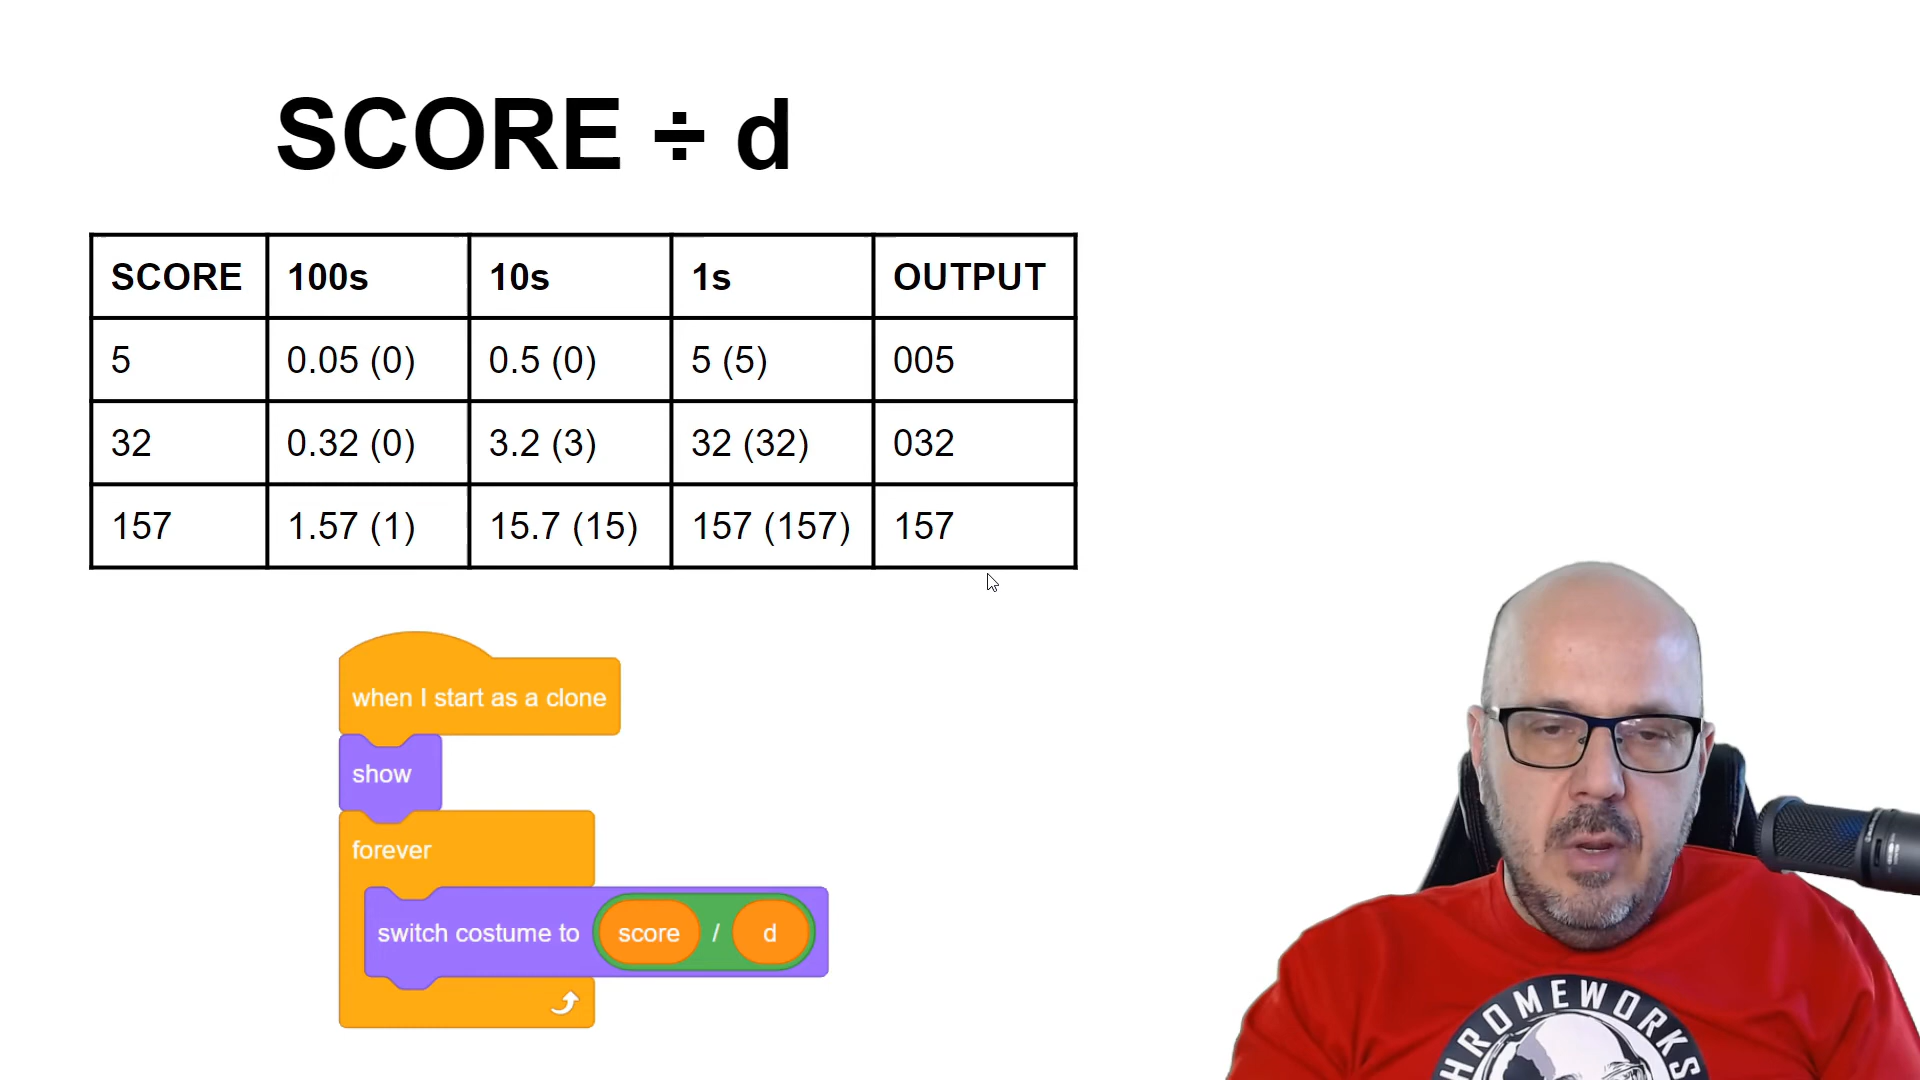 SCORE ÷ d
SCORE 100s 10s 1s OUTPUT
5 0.05 (0) 0.5 (0) 5 (5) 005
32 0.32 (0) 3.2 (3) 32 (32) 032
157 1.57 (1) 15.7 (15) 157 (157) 157
when I start as a clone
show
forever
switch costume to score / d
HROMEWORKS